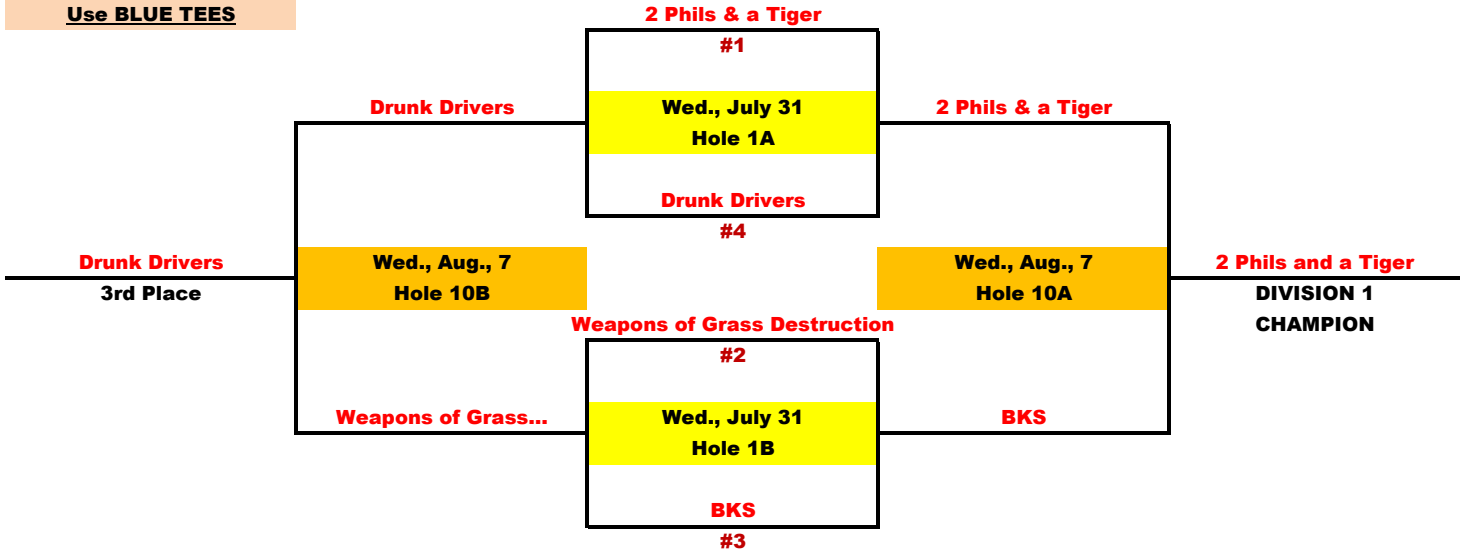 Use BLUE TEES
2 Phils & a Tiger
#1
Drunk Drivers
Wed., July 31
2 Phils & a Tiger
Hole 1A
Drunk Drivers
#4
Drunk Drivers
Wed., Aug., 7
Wed., Aug., 7
2 Phils and a Tiger
3rd Place
Hole 10B
Hole 10A
DIVISION 1
Weapons of Grass Destruction
CHAMPION
#2
Weapons of Grass...
Wed., July 31
BKS
Hole 1B
BKS
#3